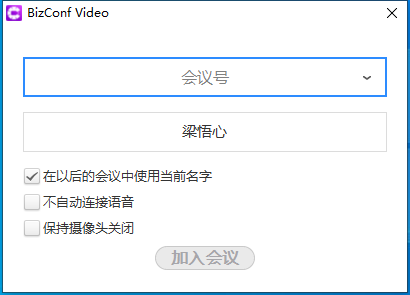 BizConf Video
会议号
梁悟心
在以后的会议中使用当前名字
不自动连接语音
保持摄像头关闭
加入会议